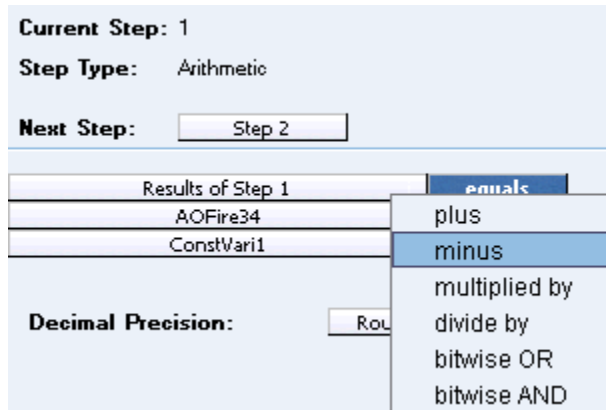 Current Step: 1
Step Type: Arithmetic
Next Step: Step 2
Results of Step 1 equals
AOFire34 plus
ConstVari1 minus
multiplied by
Decimal Precision: divide by
bitwise OR
bitwise AND